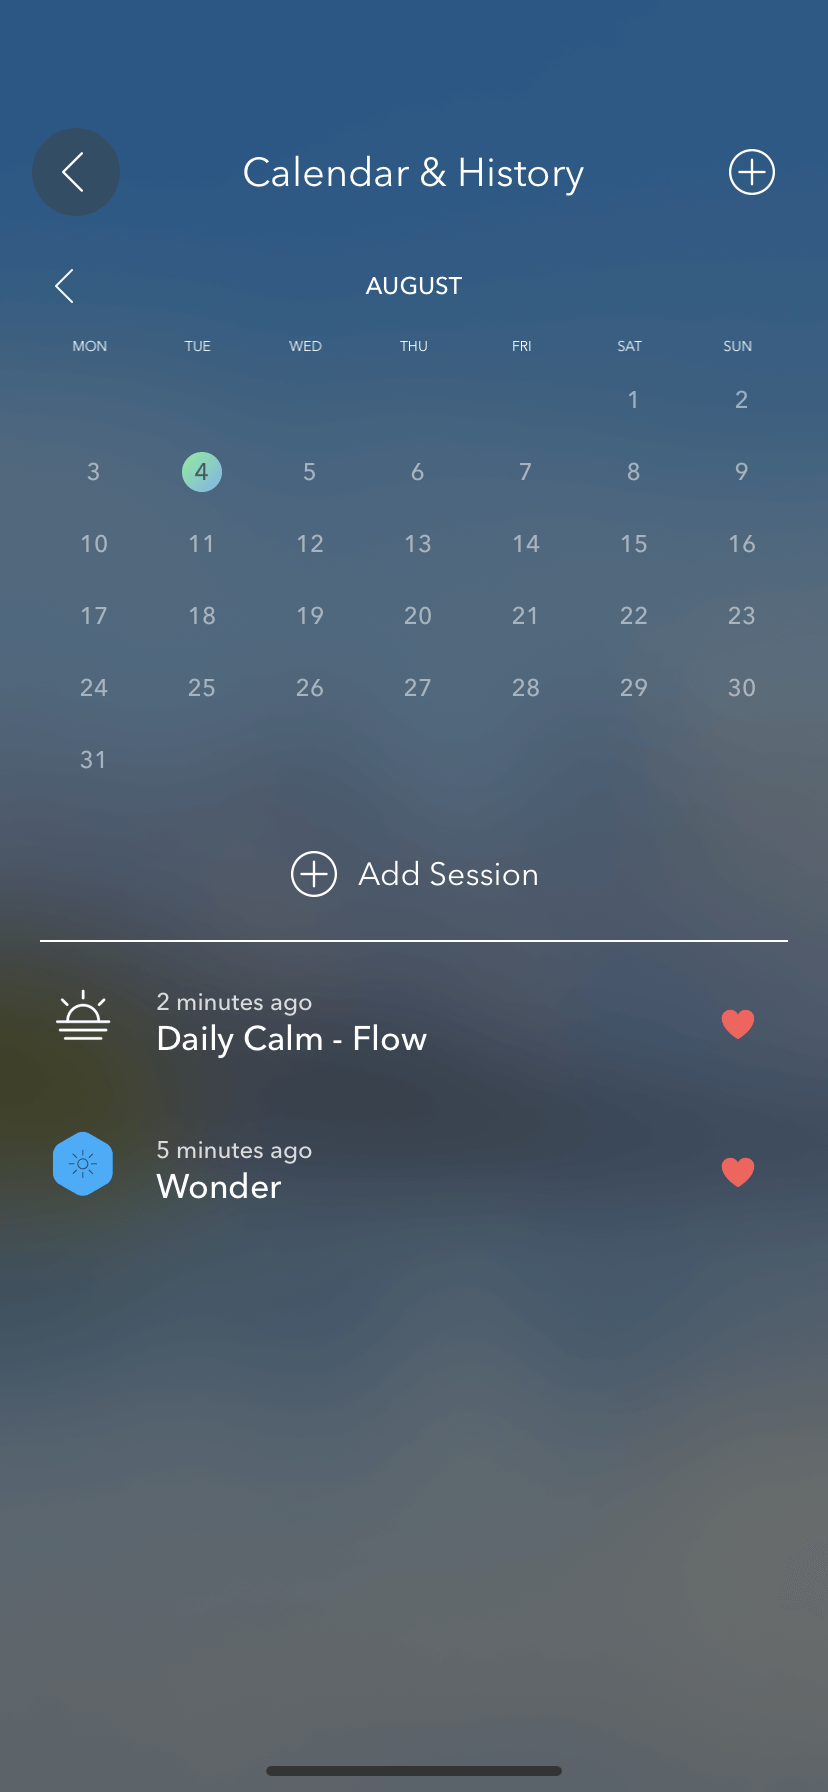 Calendar & History
AUGUST
MON TUE WED THU FRI SAT SUN
1 2
3 4 5 6 7 8 9
10 11 12 13 14 15 16
17 18 19 20 21 22 23
24 25 26 27 28 29 30
31
Add Session
2 minutes ago
Daily Calm - Flow
5 minutes ago
Wonder